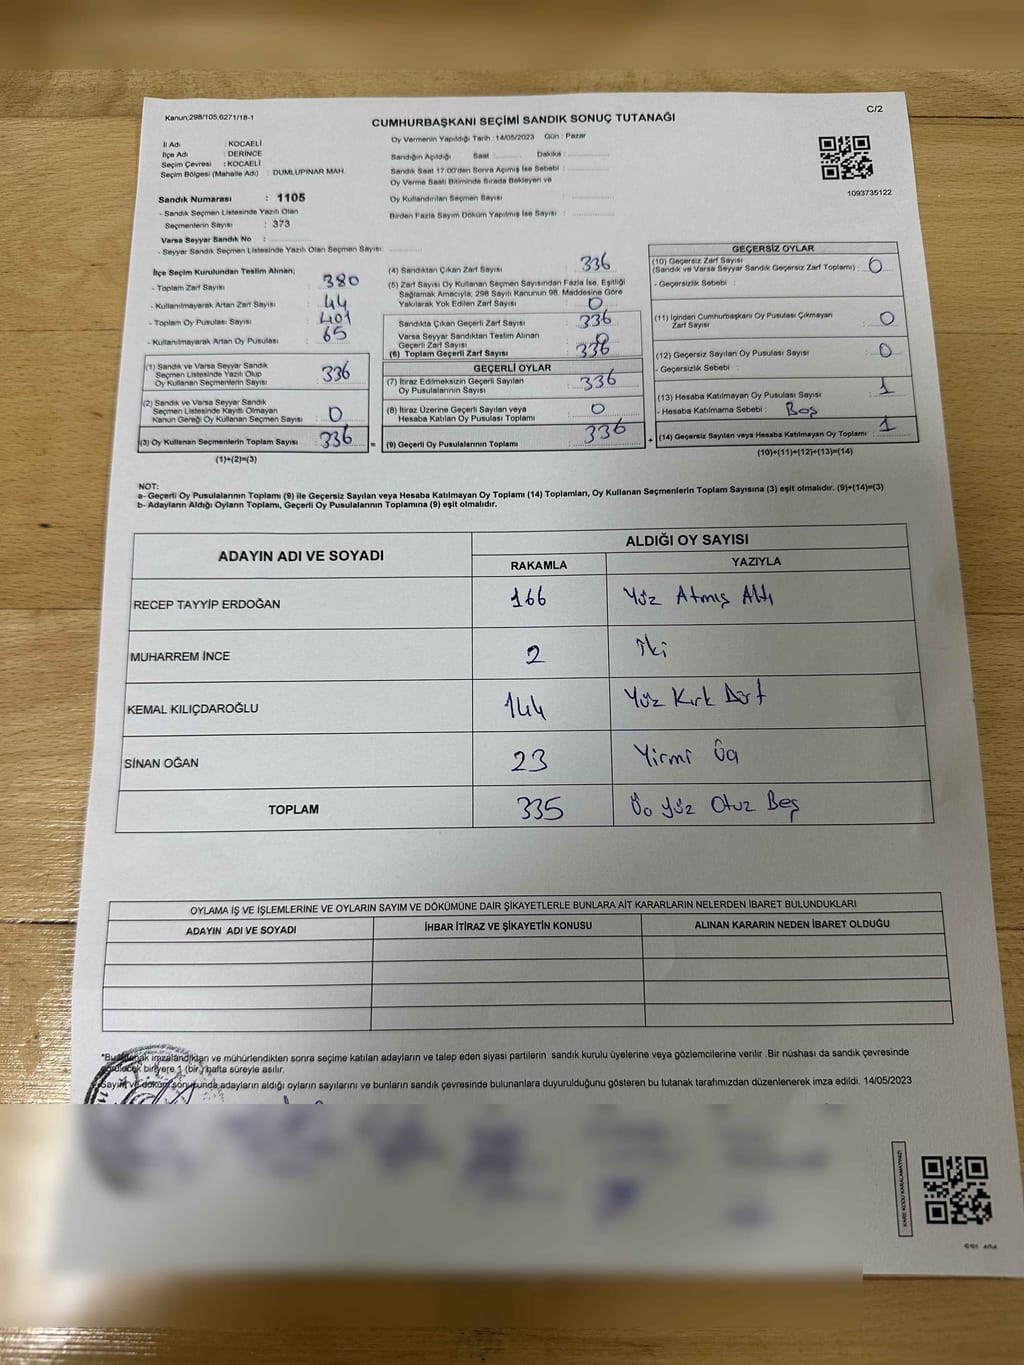 Kanun;298/105,6271/18-1
C/2
CUMHURBAŞKANI SEÇİMİ SANDIK SONUÇ TUTANAĞI
İl Adı : KOCAELİ
İlçe Adı : DERİNCE
Seçim Çevresi : KOCAELİ
Seçim Bölgesi (Mahalle Adı) : DUMLUPINAR MAH.
Sandık Numarası : 1105
- Sandık Seçmen Listesinde Yazılı Olan
Seçmenlerin Sayısı : 373
Varsa Seyyar Sandık No :
- Seyyar Sandık Seçmen Listesinde Yazılı Olan Seçmen Sayısı:
Oy Vermenin Yapıldığı Tarih : 14/05/2023 Gün : Pazar
Sandığın Açıldığı Saat : Dakika :
Sandık Saat 17:00'den Sonra Açımış İse Sebebi :
Oy Verme Saati Bitiminde Sırada Bekleyen ve
Oy Kullandırılan Seçmen Sayısı :
Birden Fazla Sayım Döküm Yapılmış İse Sayısı :
1093735122
İlçe Seçim Kurulundan Teslim Alınan;
- Toplam Zarf Sayısı : 380
- Kullanılmayarak Artan Zarf Sayısı : 44
- Toplam Oy Pusulası Sayısı : 401
- Kullanılmayarak Artan Oy Pusulası : 65
(1) Sandık ve Varsa Seyyar Sandık
Seçmen Listesinde Yazılı Olup
Oy Kullanan Seçmenlerin Sayısı : 336
(2) Sandık ve Varsa Seyyar Sandık
Seçmen Listesinde Kayıtlı Olmayan
Kanun Gereği Oy Kullanan Seçmen Sayısı : 0
(3) Oy Kullanan Seçmenlerin Toplam Sayısı : 336
(1)+(2)=(3)
(4) Sandıktan Çıkan Zarf Sayısı : 336
(5) Zarf Sayısı Oy Kullanan Seçmen Sayısından Fazla İse, Eşitliği
Sağlamak Amacıyla, 298 Sayılı Kanunun 98. Maddesine Göre
Yakılarak Yok Edilen Zarf Sayısı : 0
Sandıkta Çıkan Geçerli Zarf Sayısı : 336
Varsa Seyyar Sandıktan Teslim Alınan
Geçerli Zarf Sayısı : 0
(6) Toplam Geçerli Zarf Sayısı : 336
GEÇERLİ OYLAR
(7) İtiraz Edilmeksizin Geçerli Sayılan
Oy Pusulalarının Sayısı : 336
(8) İtiraz Üzerine Geçerli Sayılan veya
Hesaba Katılan Oy Pusulası Toplamı : 0
= (9) Geçerli Oy Pusulalarının Toplamı : 336 +
GEÇERSİZ OYLAR
(10) Geçersiz Zarf Sayısı
(Sandık ve Varsa Seyyar Sandık Geçersiz Zarf Toplamı) : 0
- Geçersizlik Sebebi :
(11) İçinden Cumhurbaşkanı Oy Pusulası Çıkmayan
Zarf Sayısı : 0
(12) Geçersiz Sayılan Oy Pusulası Sayısı : 0
- Geçersizlik Sebebi :
(13) Hesaba Katılmayan Oy Pusulası Sayısı : 1
- Hesaba Katılmama Sebebi : Boş
(14) Geçersiz Sayılan veya Hesaba Katılmayan Oy Toplamı : 1
(10)+(11)+(12)+(13)=(14)
NOT:
a- Geçerli Oy Pusulalarının Toplamı (9) ile Geçersiz Sayılan veya Hesaba Katılmayan Oy Toplamı (14) Toplamları, Oy Kullanan Seçmenlerin Toplam Sayısına (3) eşit olmalıdır. (9)+(14)=(3)
b- Adayların Aldığı Oyların Toplamı, Geçerli Oy Pusulalarının Toplamına (9) eşit olmalıdır.
ADAYIN ADI VE SOYADI
ALDIĞI OY SAYISI
RAKAMLA YAZIYLA
RECEP TAYYİP ERDOĞAN 166 Yüz Atmış Altı
MUHARREM İNCE 2 İki
KEMAL KILIÇDAROĞLU 144 Yüz Kırk Dört
SİNAN OĞAN 23 Yirmi Üç
TOPLAM 335 Üç Yüz Otuz Beş
OYLAMA İŞ VE İŞLEMLERİNE VE OYLARIN SAYIM VE DÖKÜMÜNE DAİR ŞİKAYETLERLE BUNLARA AİT KARARLARIN NELERDEN İBARET BULUNDUKLARI
ADAYIN ADI VE SOYADI İHBAR İTİRAZ VE ŞİKAYETİN KONUSU ALINAN KARARIN NEDEN İBARET OLDUĞU
imzalandıktan ve mühürlendikten sonra seçime katılan adayların ve talep eden siyasi partilerin sandık kurulu üyelerine veya gözlemcilerine verilir .Bir nüshası da sandık çevresinde
bir yere 1 (bir) hafta süreyle asılır.
Sayım ve döküm sonucunda adayların aldığı oyların sayılarını ve bunların sandık çevresinde bulunanlara duyurulduğunu gösteren bu tutanak tarafımızdan düzenlenerek imza edildi. 14/05/2023
KARE KODU KARALAMAYINIZ!